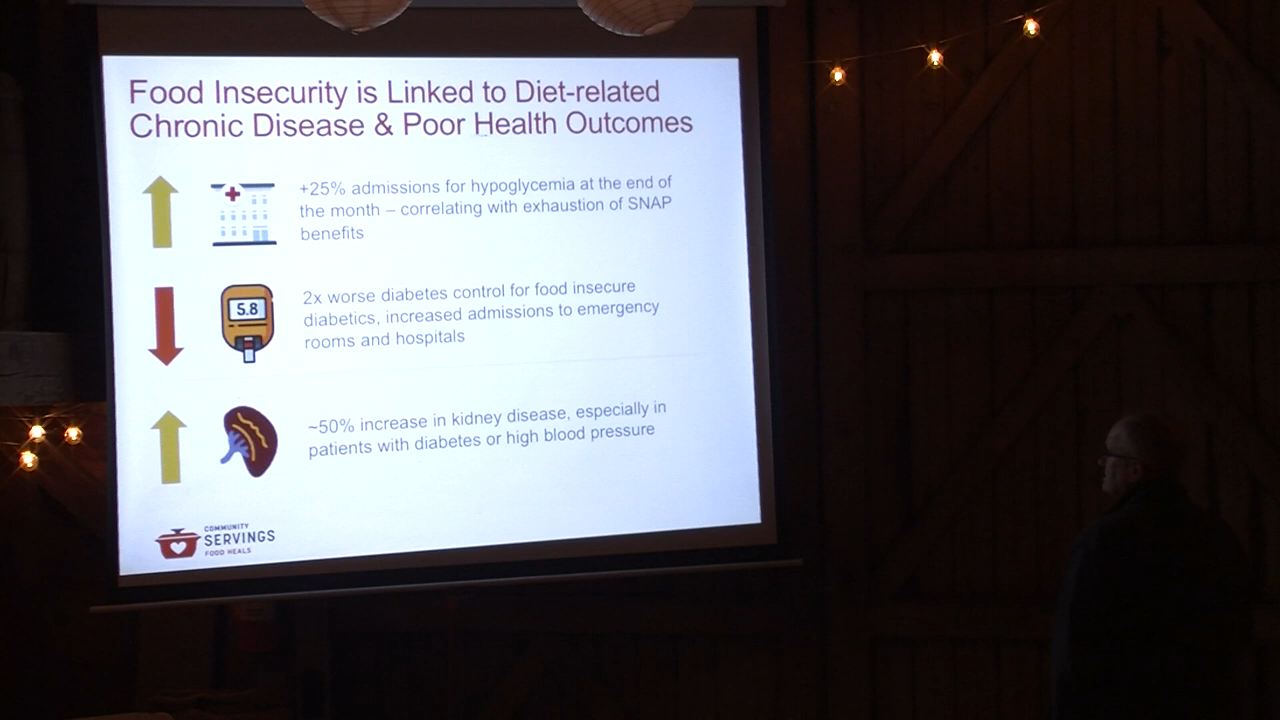 Food Insecurity is Linked to Diet-related
Chronic Disease & Poor Health Outcomes
+25% admissions for hypoglycemia at the end of
the month – correlating with exhaustion of SNAP
benefits
5.8
2x worse diabetes control for food insecure
diabetics, increased admissions to emergency
rooms and hospitals
~50% increase in kidney disease, especially in
patients with diabetes or high blood pressure
COMMUNITY
SERVINGS
FOOD HEALS